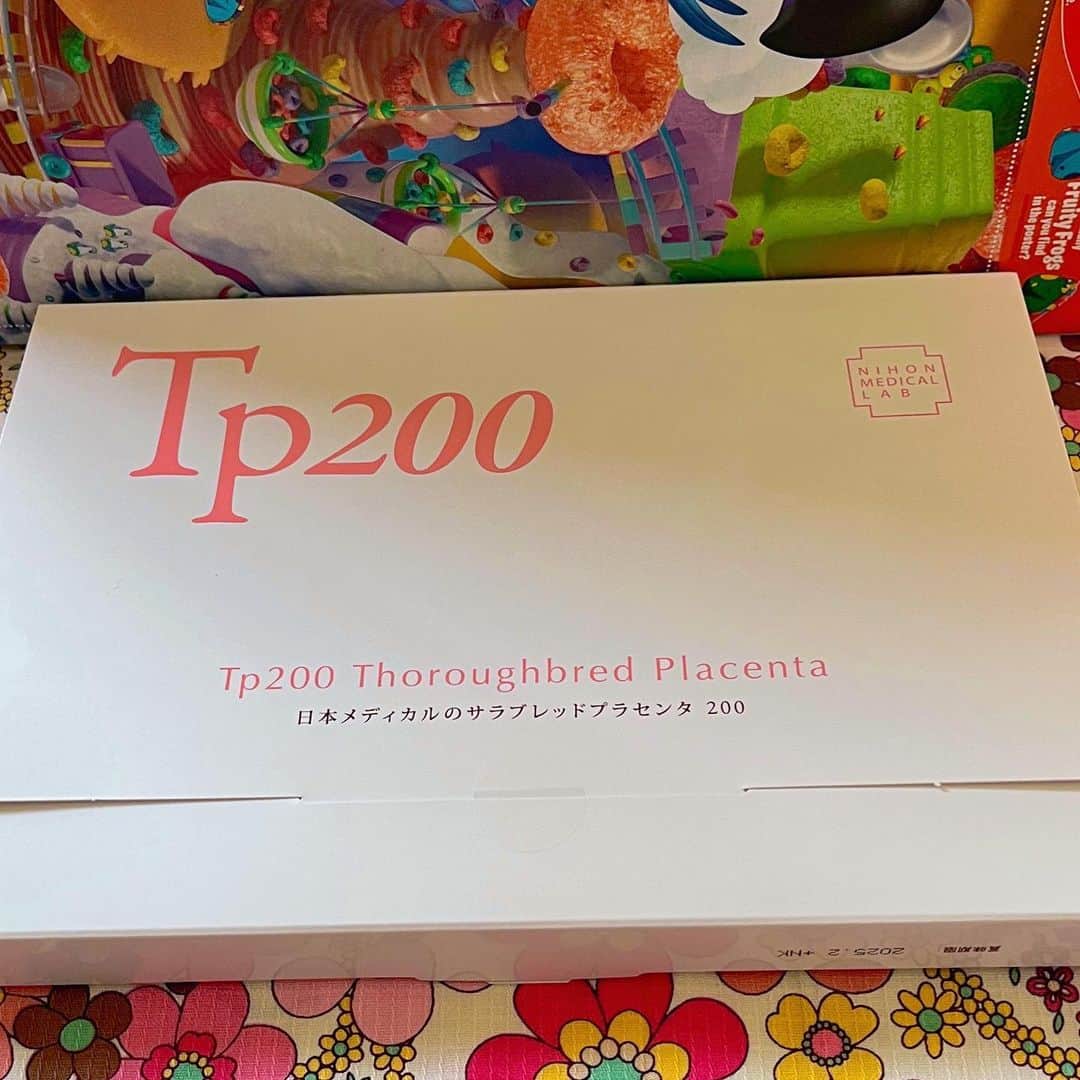 Fruity Frogs
can you find
in the poster?
Tp200
NIHON
MEDICAL
LAB
Tp200 Thoroughbred Placenta
日本メディカルのサラブレッドプラセンタ 200
賞味期限 2025.2 +NK